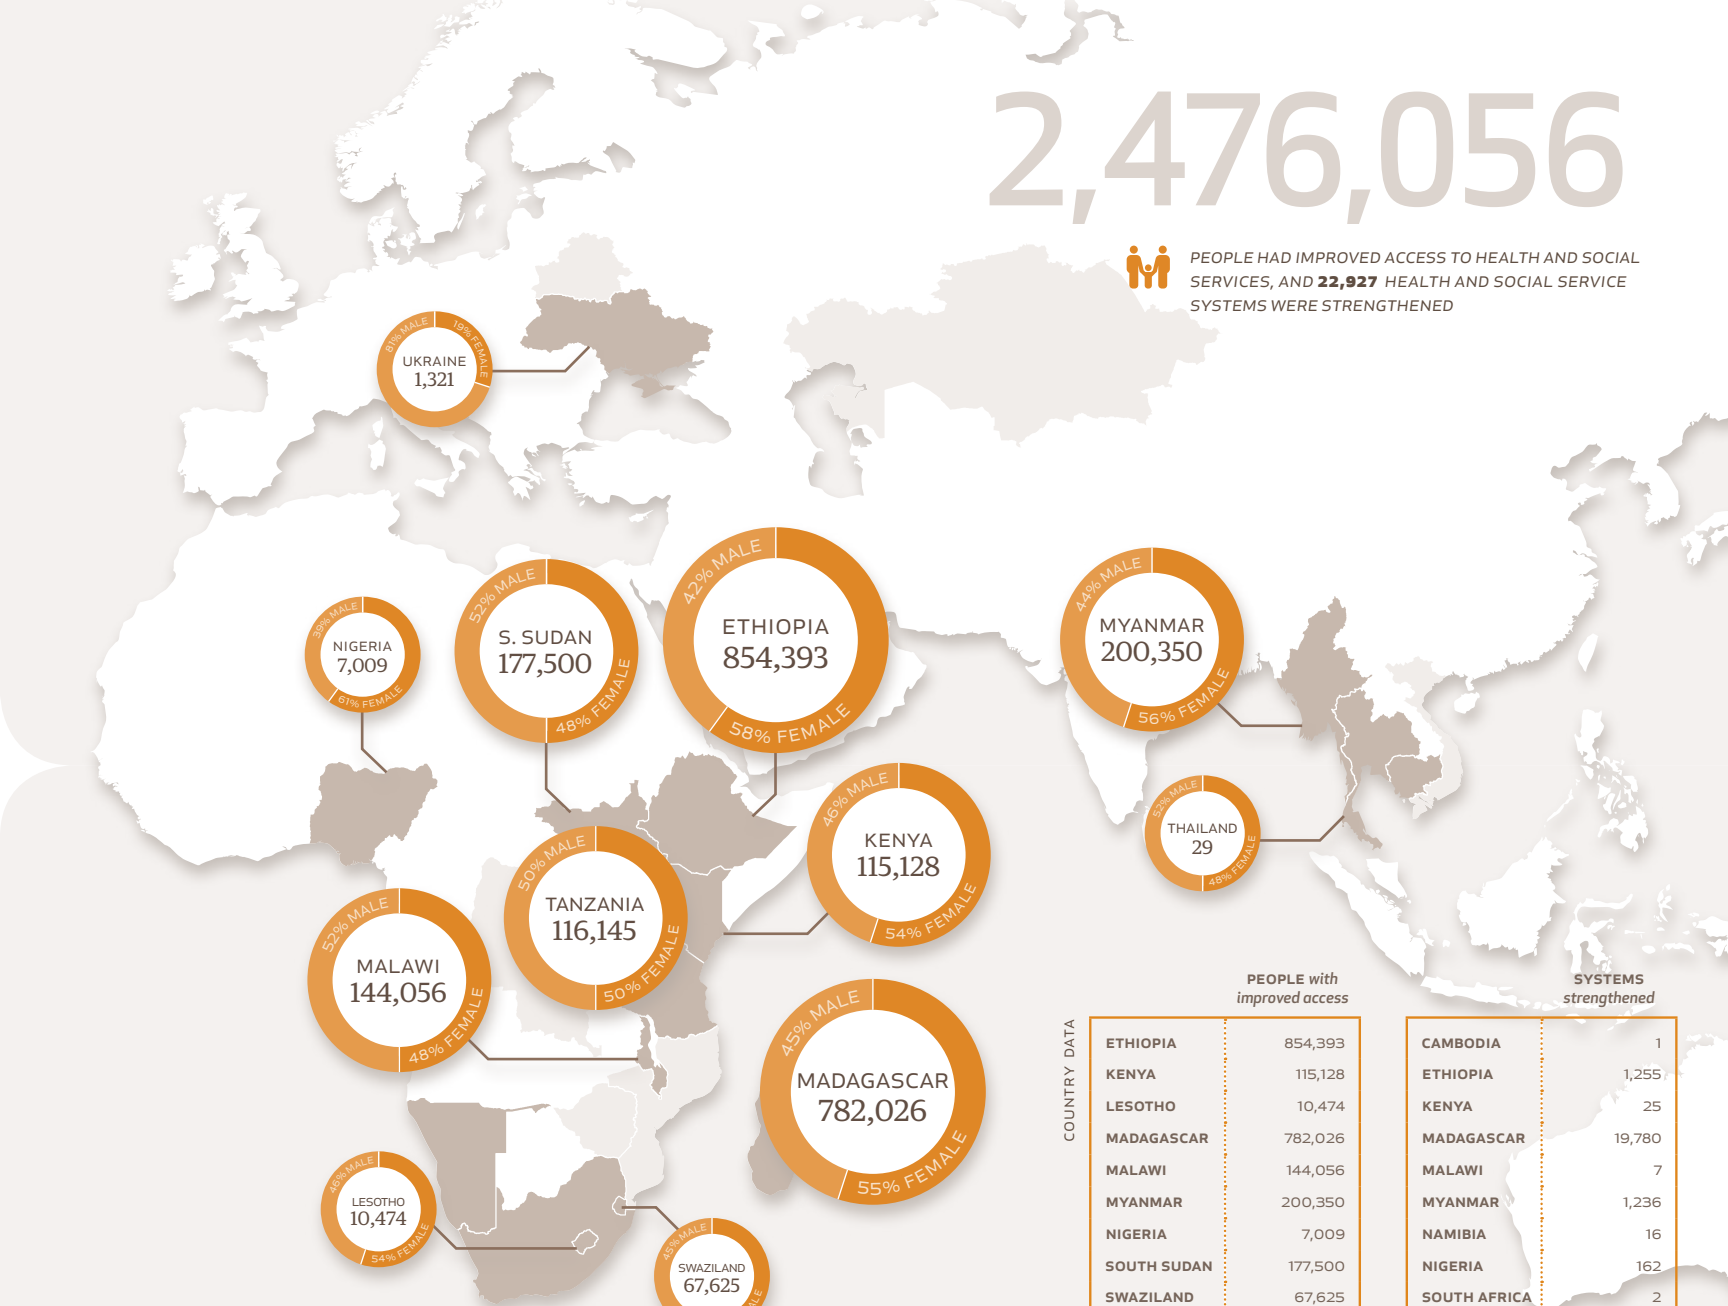 2,476,056
PEOPLE HAD IMPROVED ACCESS TO HEALTH AND SOCIAL
SERVICES, AND 22,927 HEALTH AND SOCIAL SERVICE
SYSTEMS WERE STRENGTHENED
81% MALE
19% FEMALE
UKRAINE
1,321
39% MALE
NIGERIA
7,009
61% FEMALE
52% MALE
S. SUDAN
177,500
48% FEMALE
42% MALE
ETHIOPIA
854,393
58% FEMALE
44% MALE
MYANMAR
200,350
56% FEMALE
52% MALE
THAILAND
29
48% FEMALE
46% MALE
KENYA
115,128
54% FEMALE
50% MALE
TANZANIA
116,145
50% FEMALE
52% MALE
MALAWI
144,056
48% FEMALE
45% MALE
MADAGASCAR
782,026
55% FEMALE
46% MALE
LESOTHO
10,474
54% FEMALE
45% MALE
SWAZILAND
67,625
COUNTRY DATA
PEOPLE with
improved access
ETHIOPIA 854,393
KENYA 115,128
LESOTHO 10,474
MADAGASCAR 782,026
MALAWI 144,056
MYANMAR 200,350
NIGERIA 7,009
SOUTH SUDAN 177,500
SWAZILAND 67,625
SYSTEMS
strengthened
CAMBODIA 1
ETHIOPIA 1,255
KENYA 25
MADAGASCAR 19,780
MALAWI 7
MYANMAR 1,236
NAMIBIA 16
NIGERIA 162
SOUTH AFRICA 2